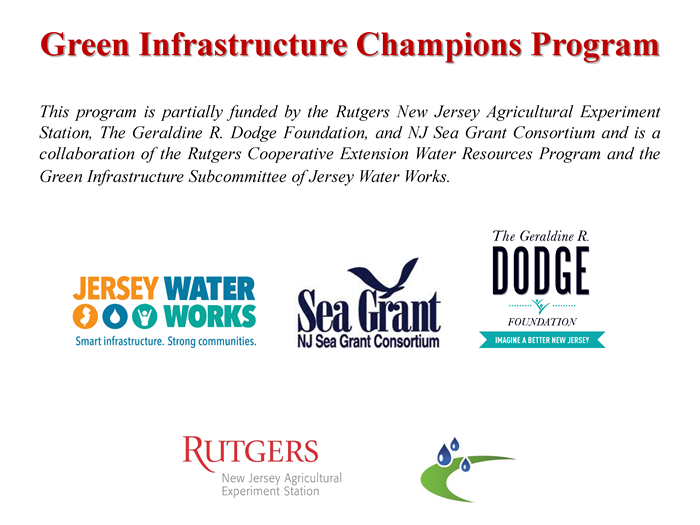 Green Infrastructure Champions Program
This program is partially funded by the Rutgers New Jersey Agricultural Experiment
Station, The Geraldine R. Dodge Foundation, and NJ Sea Grant Consortium and is a
collaboration of the Rutgers Cooperative Extension Water Resources Program and the
Green Infrastructure Subcommittee of Jersey Water Works.
JERSEY WATER
WORKS
Smart infrastructure. Strong communities.
Sea Grant
NJ Sea Grant Consortium
The Geraldine R.
DODGE
FOUNDATION
IMAGINE A BETTER NEW JERSEY
RUTGERS
New Jersey Agricultural
Experiment Station